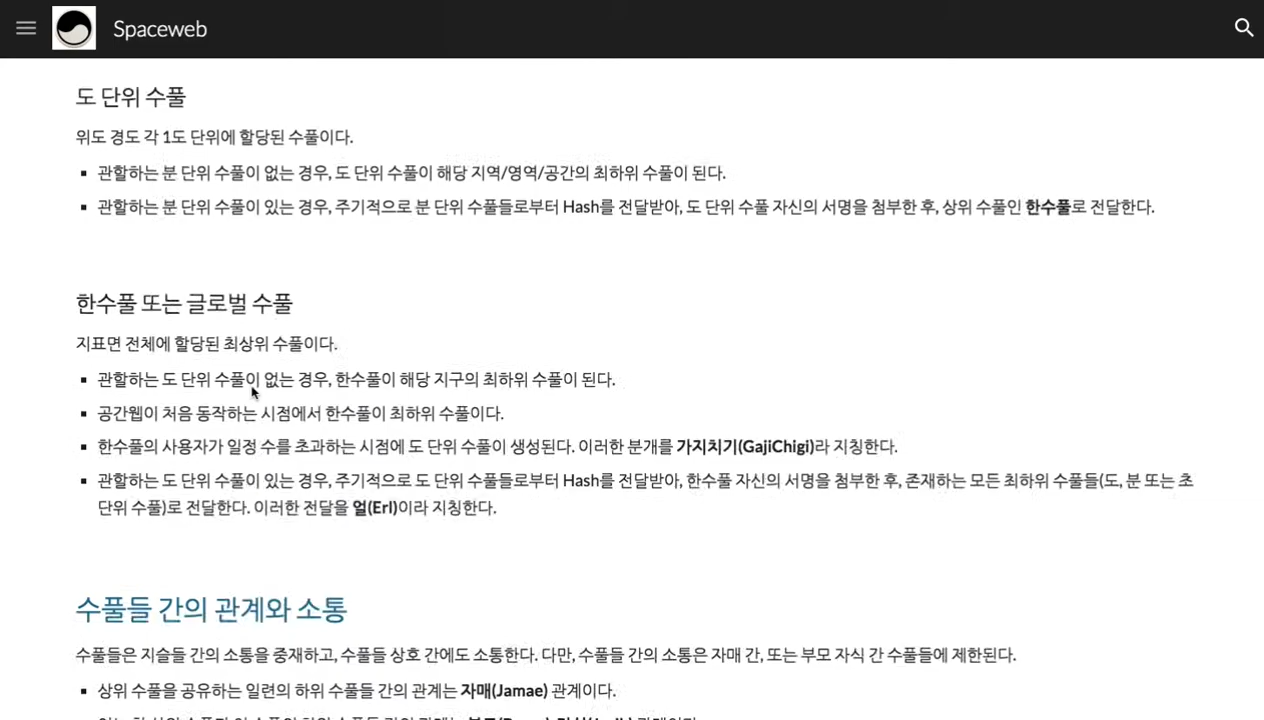 Spaceweb
도 단위 수풀
위도 경도 각 1도 단위에 할당된 수풀이다.
관할하는 분 단위 수풀이 없는 경우, 도 단위 수풀이 해당 지역/영역/공간의 최하위 수풀이 된다.
관할하는 분 단위 수풀이 있는 경우, 주기적으로 분 단위 수풀들로부터 Hash를 전달받아, 도 단위 수풀 자신의 서명을 첨부한 후, 상위 수풀인 한수풀로 전달한다.
한수풀 또는 글로벌 수풀
지표면 전체에 할당된 최상위 수풀이다.
관할하는 도 단위 수풀이 없는 경우, 한수풀이 해당 지구의 최하위 수풀이 된다.
공간웹이 처음 동작하는 시점에서 한수풀이 최하위 수풀이다.
한수풀의 사용자가 일정 수를 초과하는 시점에 도 단위 수풀이 생성된다. 이러한 분개를 가지치기(GajiChigi)라 지칭한다.
관할하는 도 단위 수풀이 있는 경우, 주기적으로 도 단위 수풀들로부터 Hash를 전달받아, 한수풀 자신의 서명을 첨부한 후, 존재하는 모든 최하위 수풀들(도, 분 또는 초
단위 수풀)로 전달한다. 이러한 전달을 얼(Erl)이라 지칭한다.
수풀들 간의 관계와 소통
수풀들은 지슬들 간의 소통을 중재하고, 수풀들 상호 간에도 소통한다. 다만, 수풀들 간의 소통은 자매 간, 또는 부모 자식 간 수풀들에 제한된다.
상위 수풀을 공유하는 일련의 하위 수풀들 간의 관계는 자매(Jamae) 관계이다.